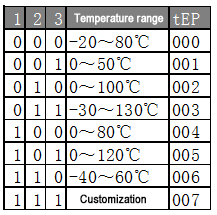 1 2 3 Temperature range tEP
0 0 0 -20～80℃ 000
0 0 1 0～50℃ 001
0 1 0 0～100℃ 002
0 1 1 -30～130℃ 003
1 0 0 0～80℃ 004
1 0 1 0～120℃ 005
1 1 0 -40～60℃ 006
1 1 1 Customization 007